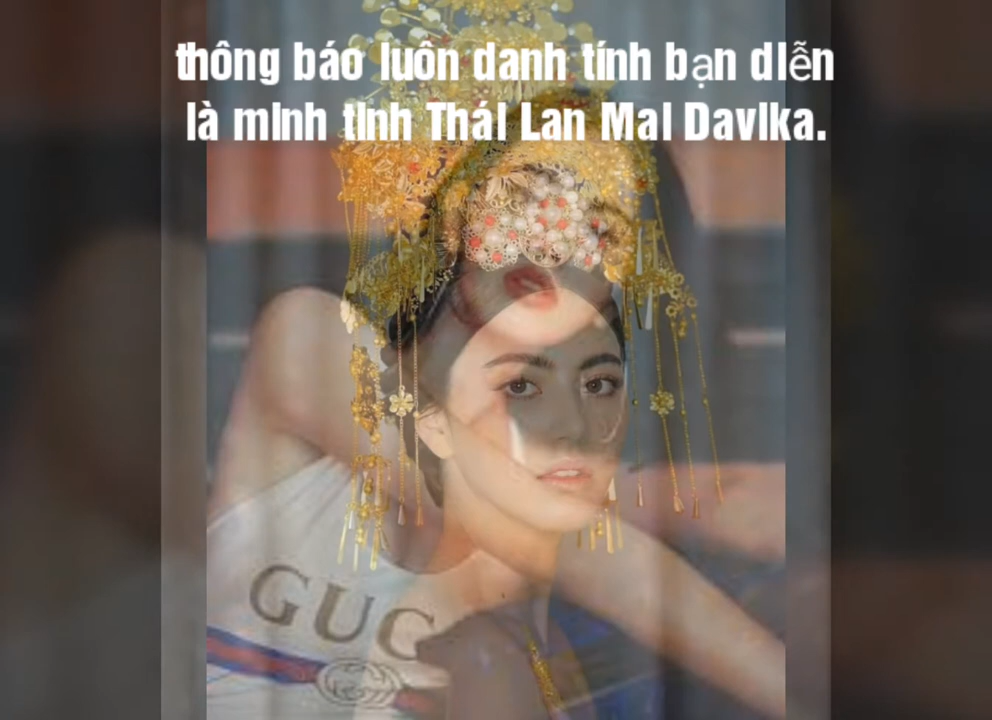 thông báo luôn danh tính bạn diễn
là minh tinh Thái Lan Mai Davika.
GUC